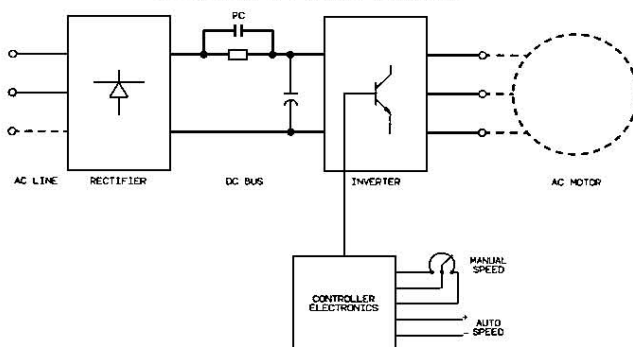 PC
AC LINE
RECTIFIER
DC BUS
INVERTER
AC MOTOR
CONTROLLER
ELECTRONICS
MANUAL
SPEED
+
AUTO
SPEED
-